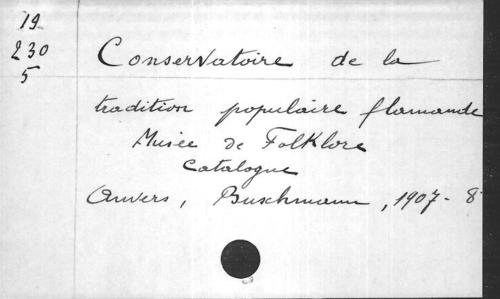 19
230
5
Conservatoire de la
tradition populaire flamande
Musée de Folklore
Catalogue
Anvers, Buschmann, 1907-8